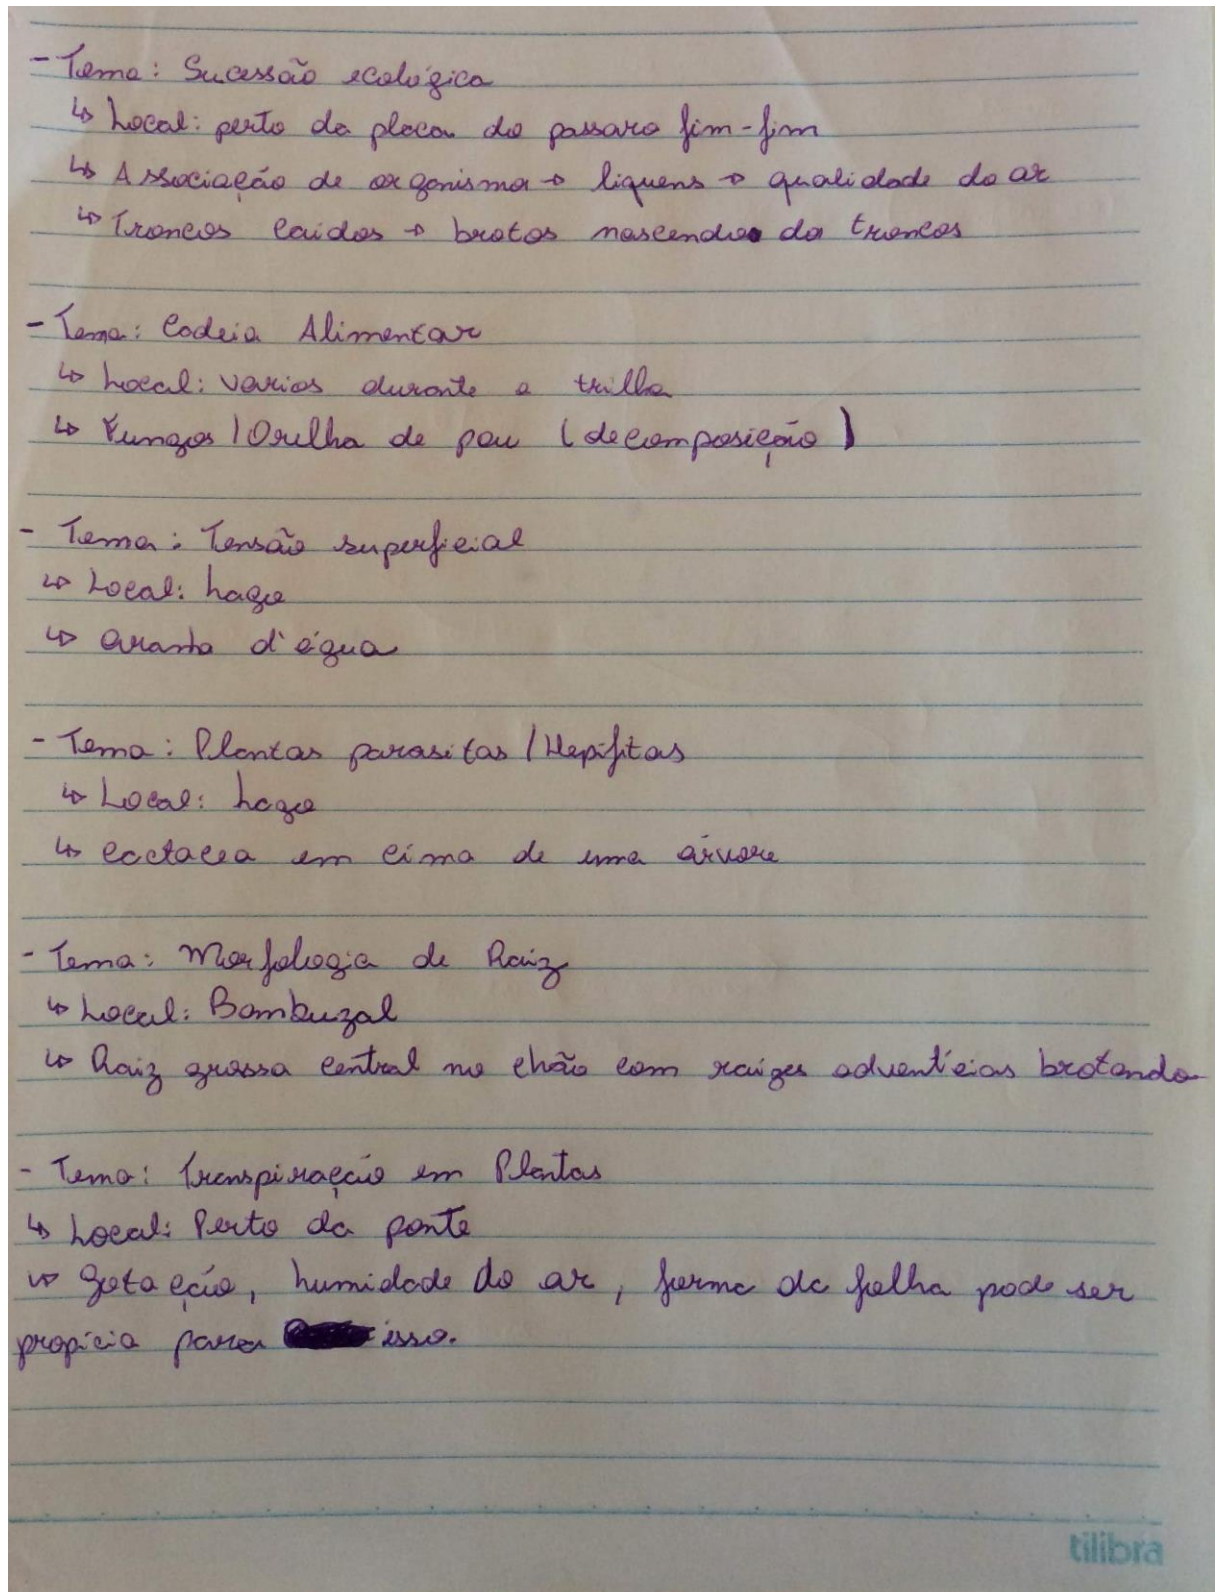 - Tema: Sucessão ecológica
↳ Local: perto da placa do passaro fim-fim
↳ Associação de organismos → liquens → qualidade do ar
↳ Troncos caidos → brotos nascendo do troncos
- Tema: Cadeia Alimentar
↳ Local: varios durante a trilha
↳ Fungos / Orelha de pau (decomposição)
- Tema: Tensão superficial
↳ Local: Lago
↳ aranha d'água
- Tema: Plantas parasitas / Hepífitas
↳ Local: Lago
↳ cactacea em cima de uma árvore
- Tema: Morfologia de Raiz
↳ Local: Bambuzal
↳ Raiz grossa central no chão com raízes adventícias brotando
- Tema: Transpiração em Plantas
↳ Local: Perto da ponte
↳ gotação, humidade do ar, forma da folha pode ser
propícia para isso.
tilibra